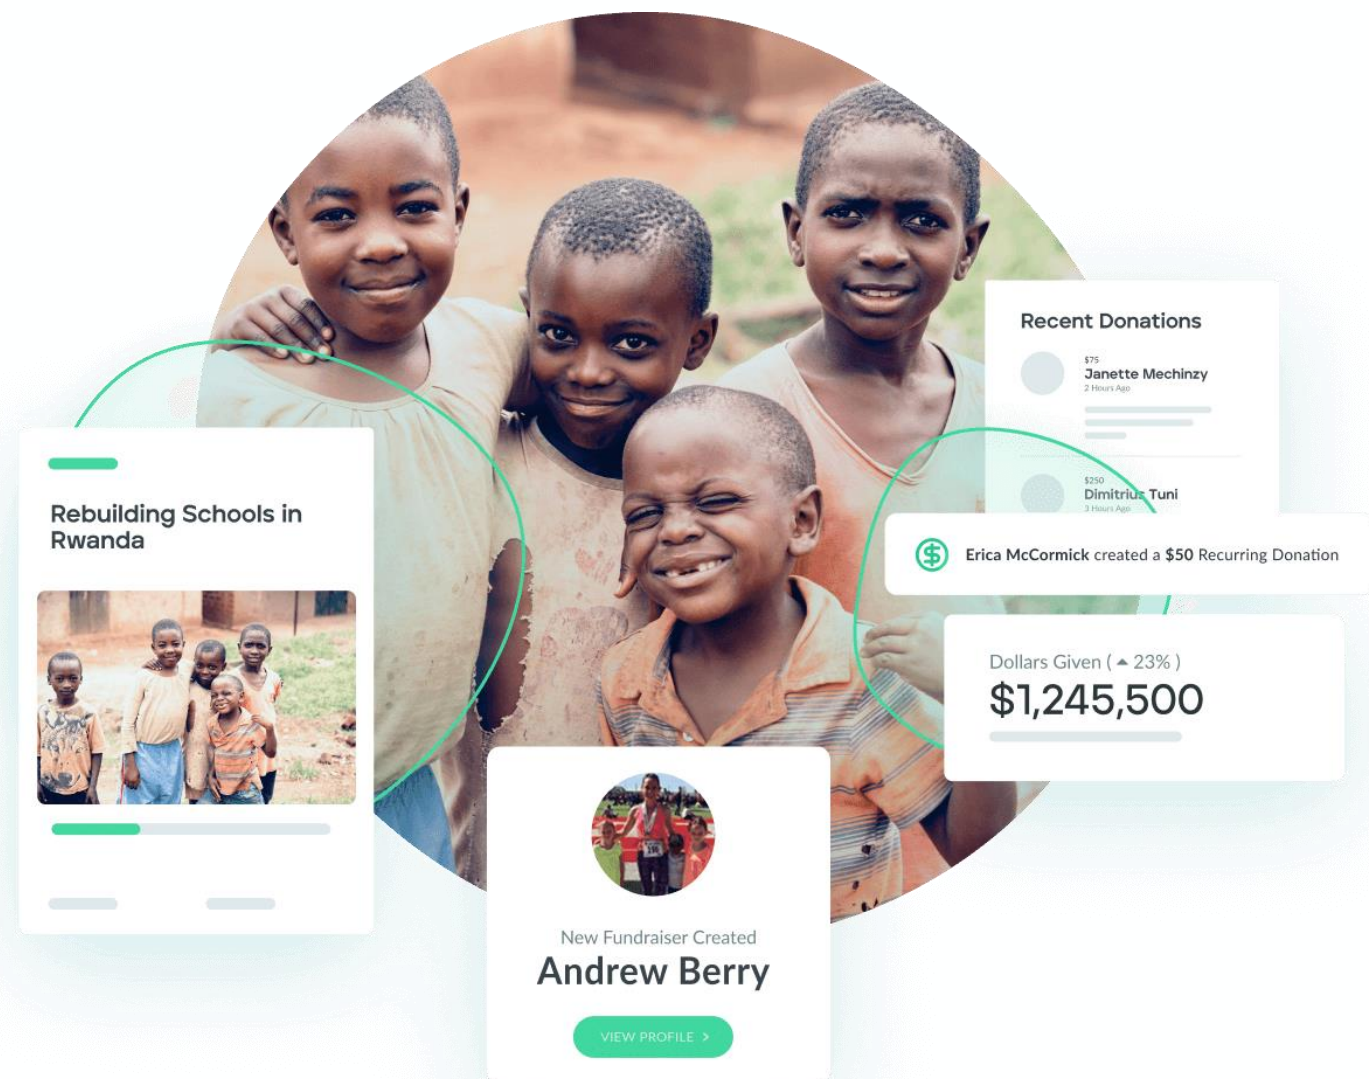 Recent Donations
$75
Janette Mechinzy
2 Hours Ago
$250
Dimitrius Tuni
3 Hours Ago
Erica McCormick created a $50 Recurring Donation
Rebuilding Schools in
Rwanda
Dollars Given ( ▲ 23% )
$1,245,500
New Fundraiser Created
Andrew Berry
VIEW PROFILE >